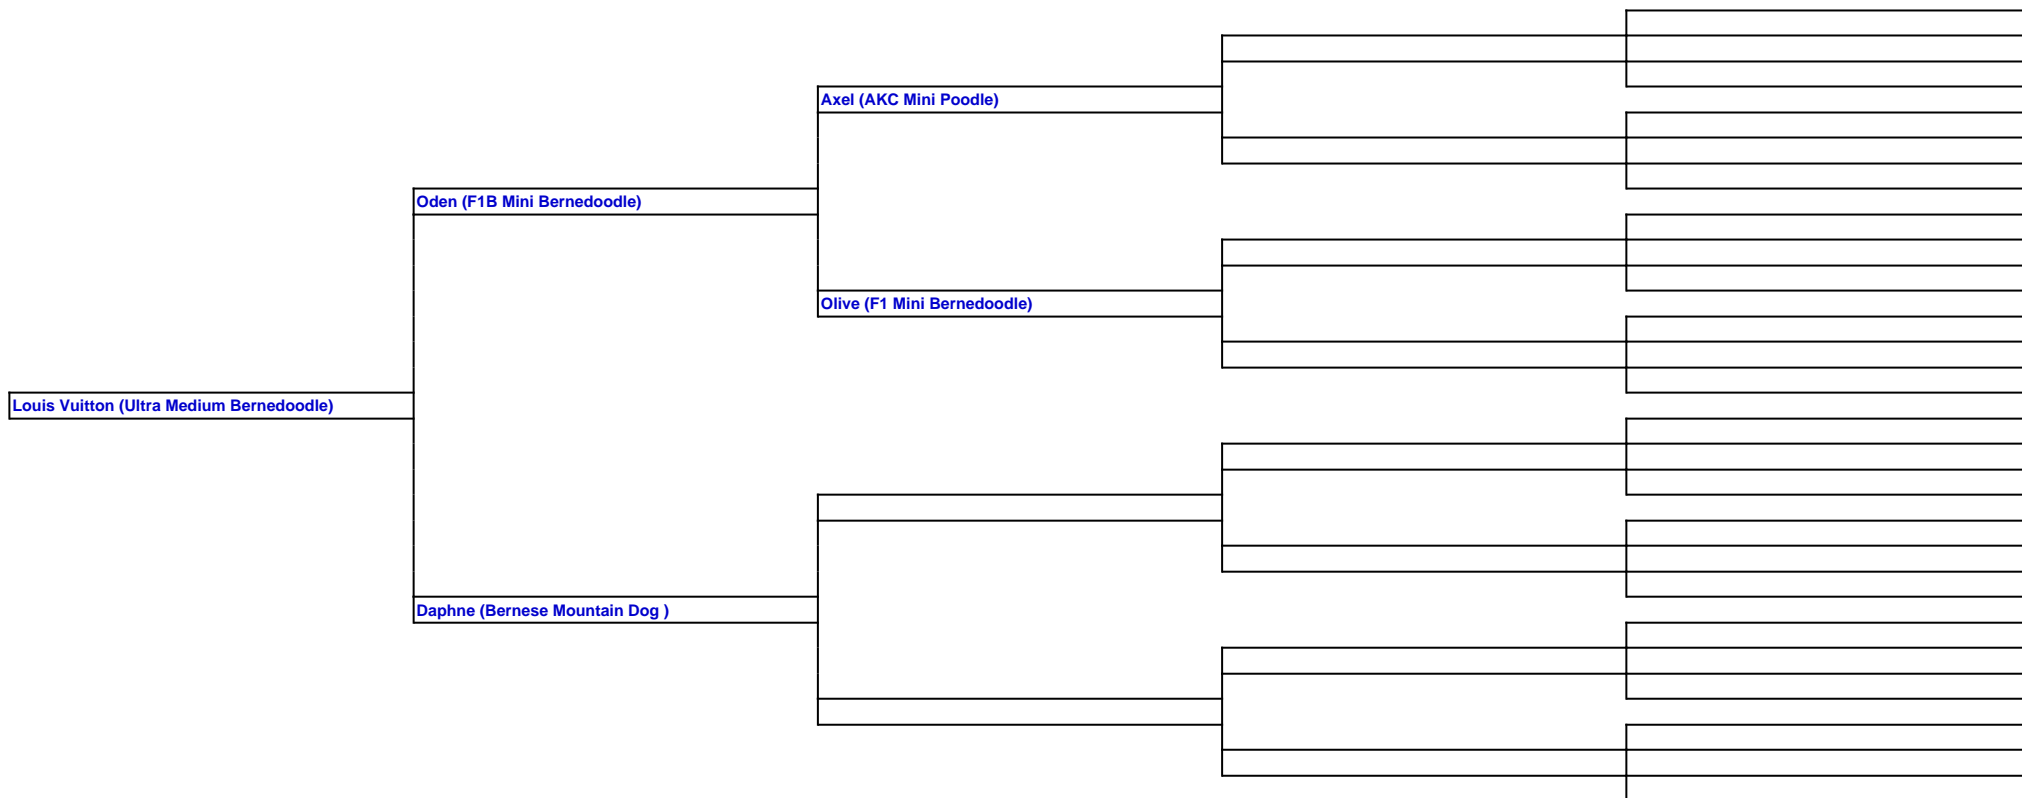 Axel (AKC Mini Poodle)
Oden (F1B Mini Bernedoodle)
Olive (F1 Mini Bernedoodle)
Louis Vuitton (Ultra Medium Bernedoodle)
Daphne (Bernese Mountain Dog )